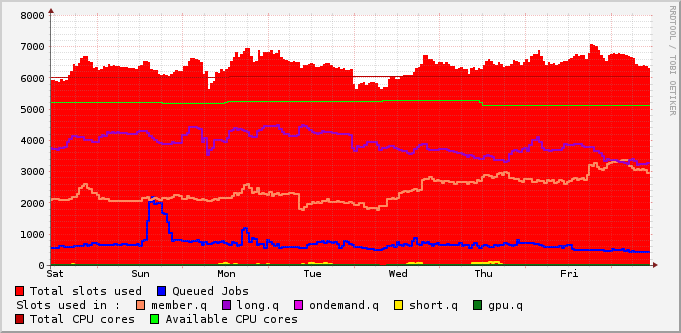 8000
7000
6000
5000
4000
3000
2000
1000
0
Sat Sun Mon Tue Wed Thu Fri
Total slots used Queued Jobs
Slots used in : member.q long.q ondemand.q short.q gpu.q
Total CPU cores Available CPU cores
RRDTOOL / TOBI OETIKER